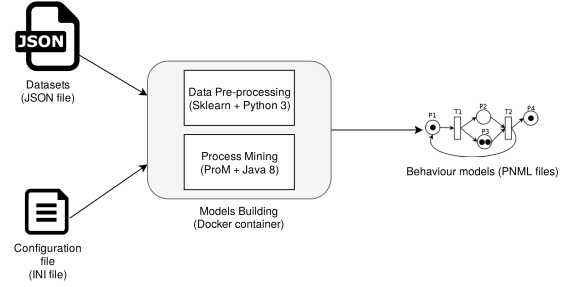 JSON
Datasets
(JSON file)
Data Pre-processing
(Sklearn + Python 3)
Process Mining
(ProM + Java 8)
Models Building
(Docker container)
P1
T1
P2
P3
T2
P4
Behaviour models (PNML files)
Configuration
file
(INI file)